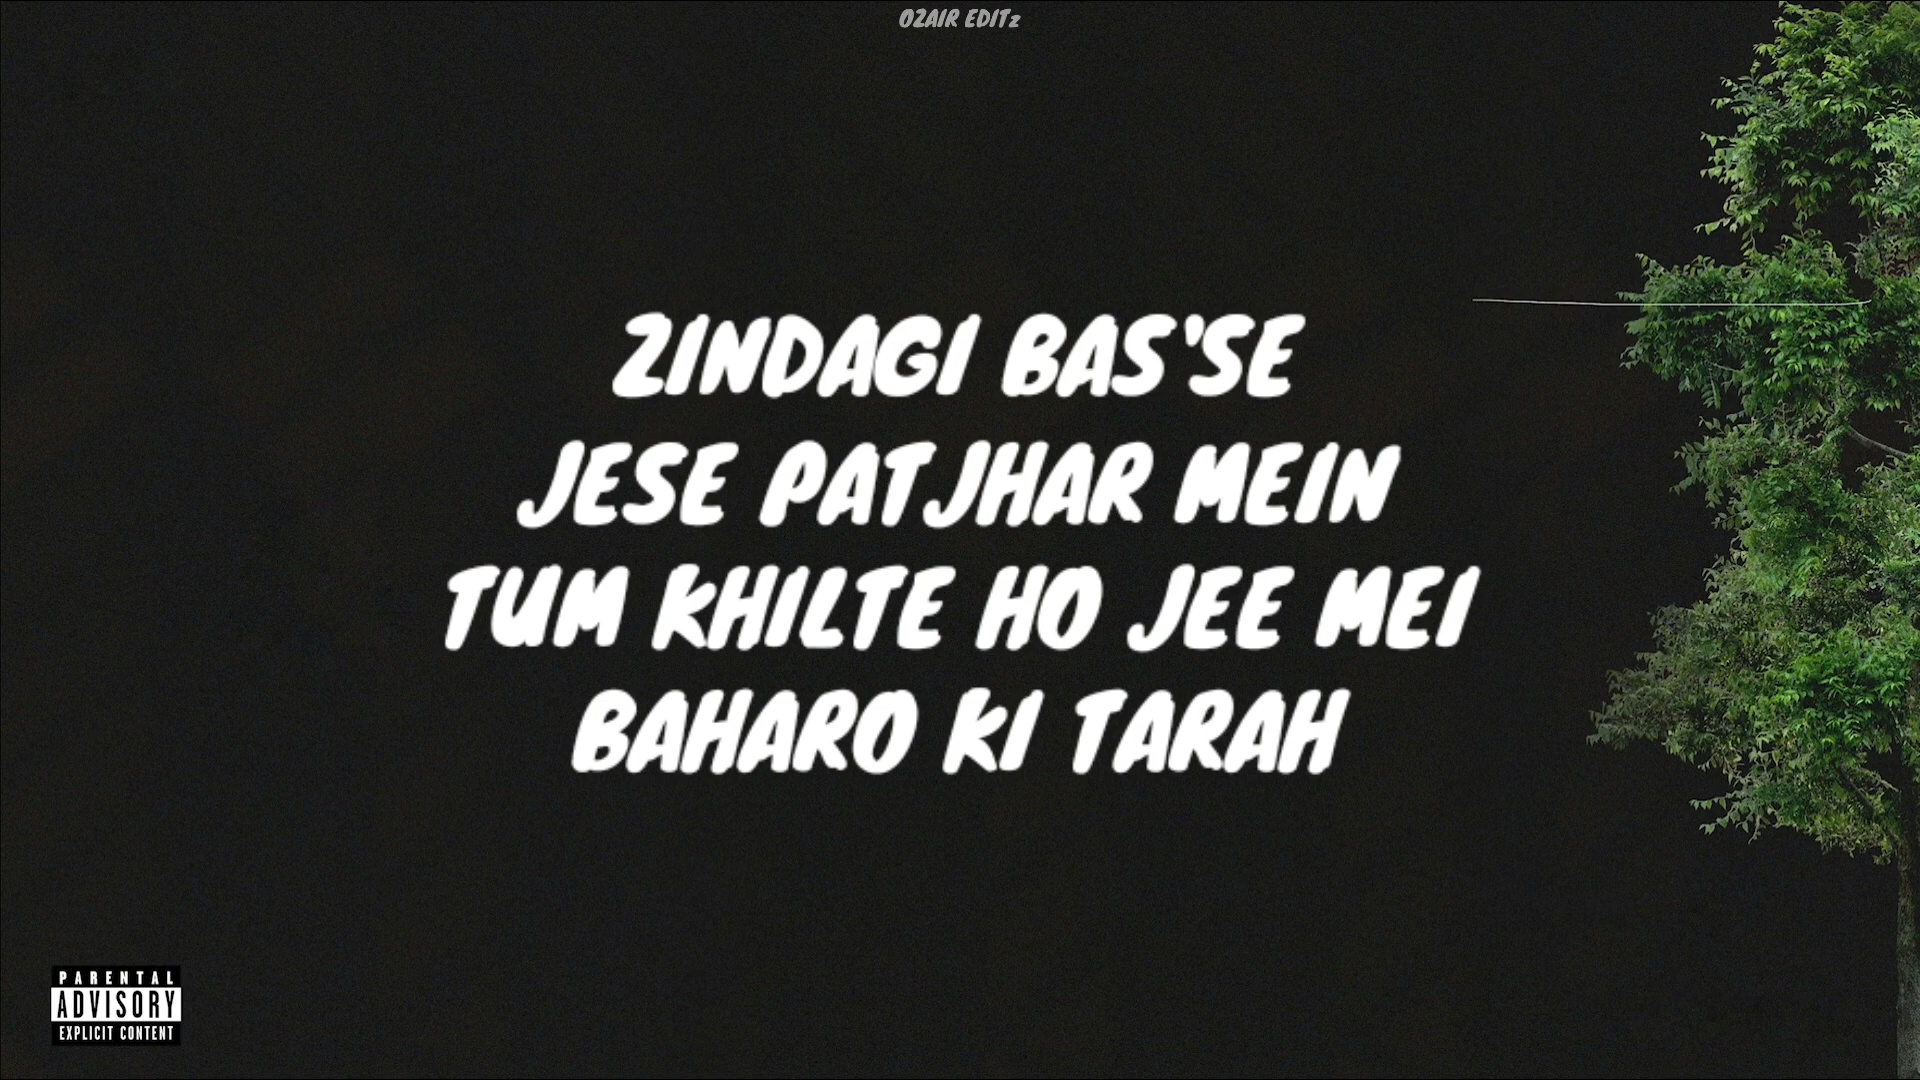 OZAIR EDITz
ZINDAGI BAS'SE
JESE PATJHAR MEIN
TUM KHILTE HO JEE MEI
BAHARO KI TARAH
PARENTAL
ADVISORY
EXPLICIT CONTENT